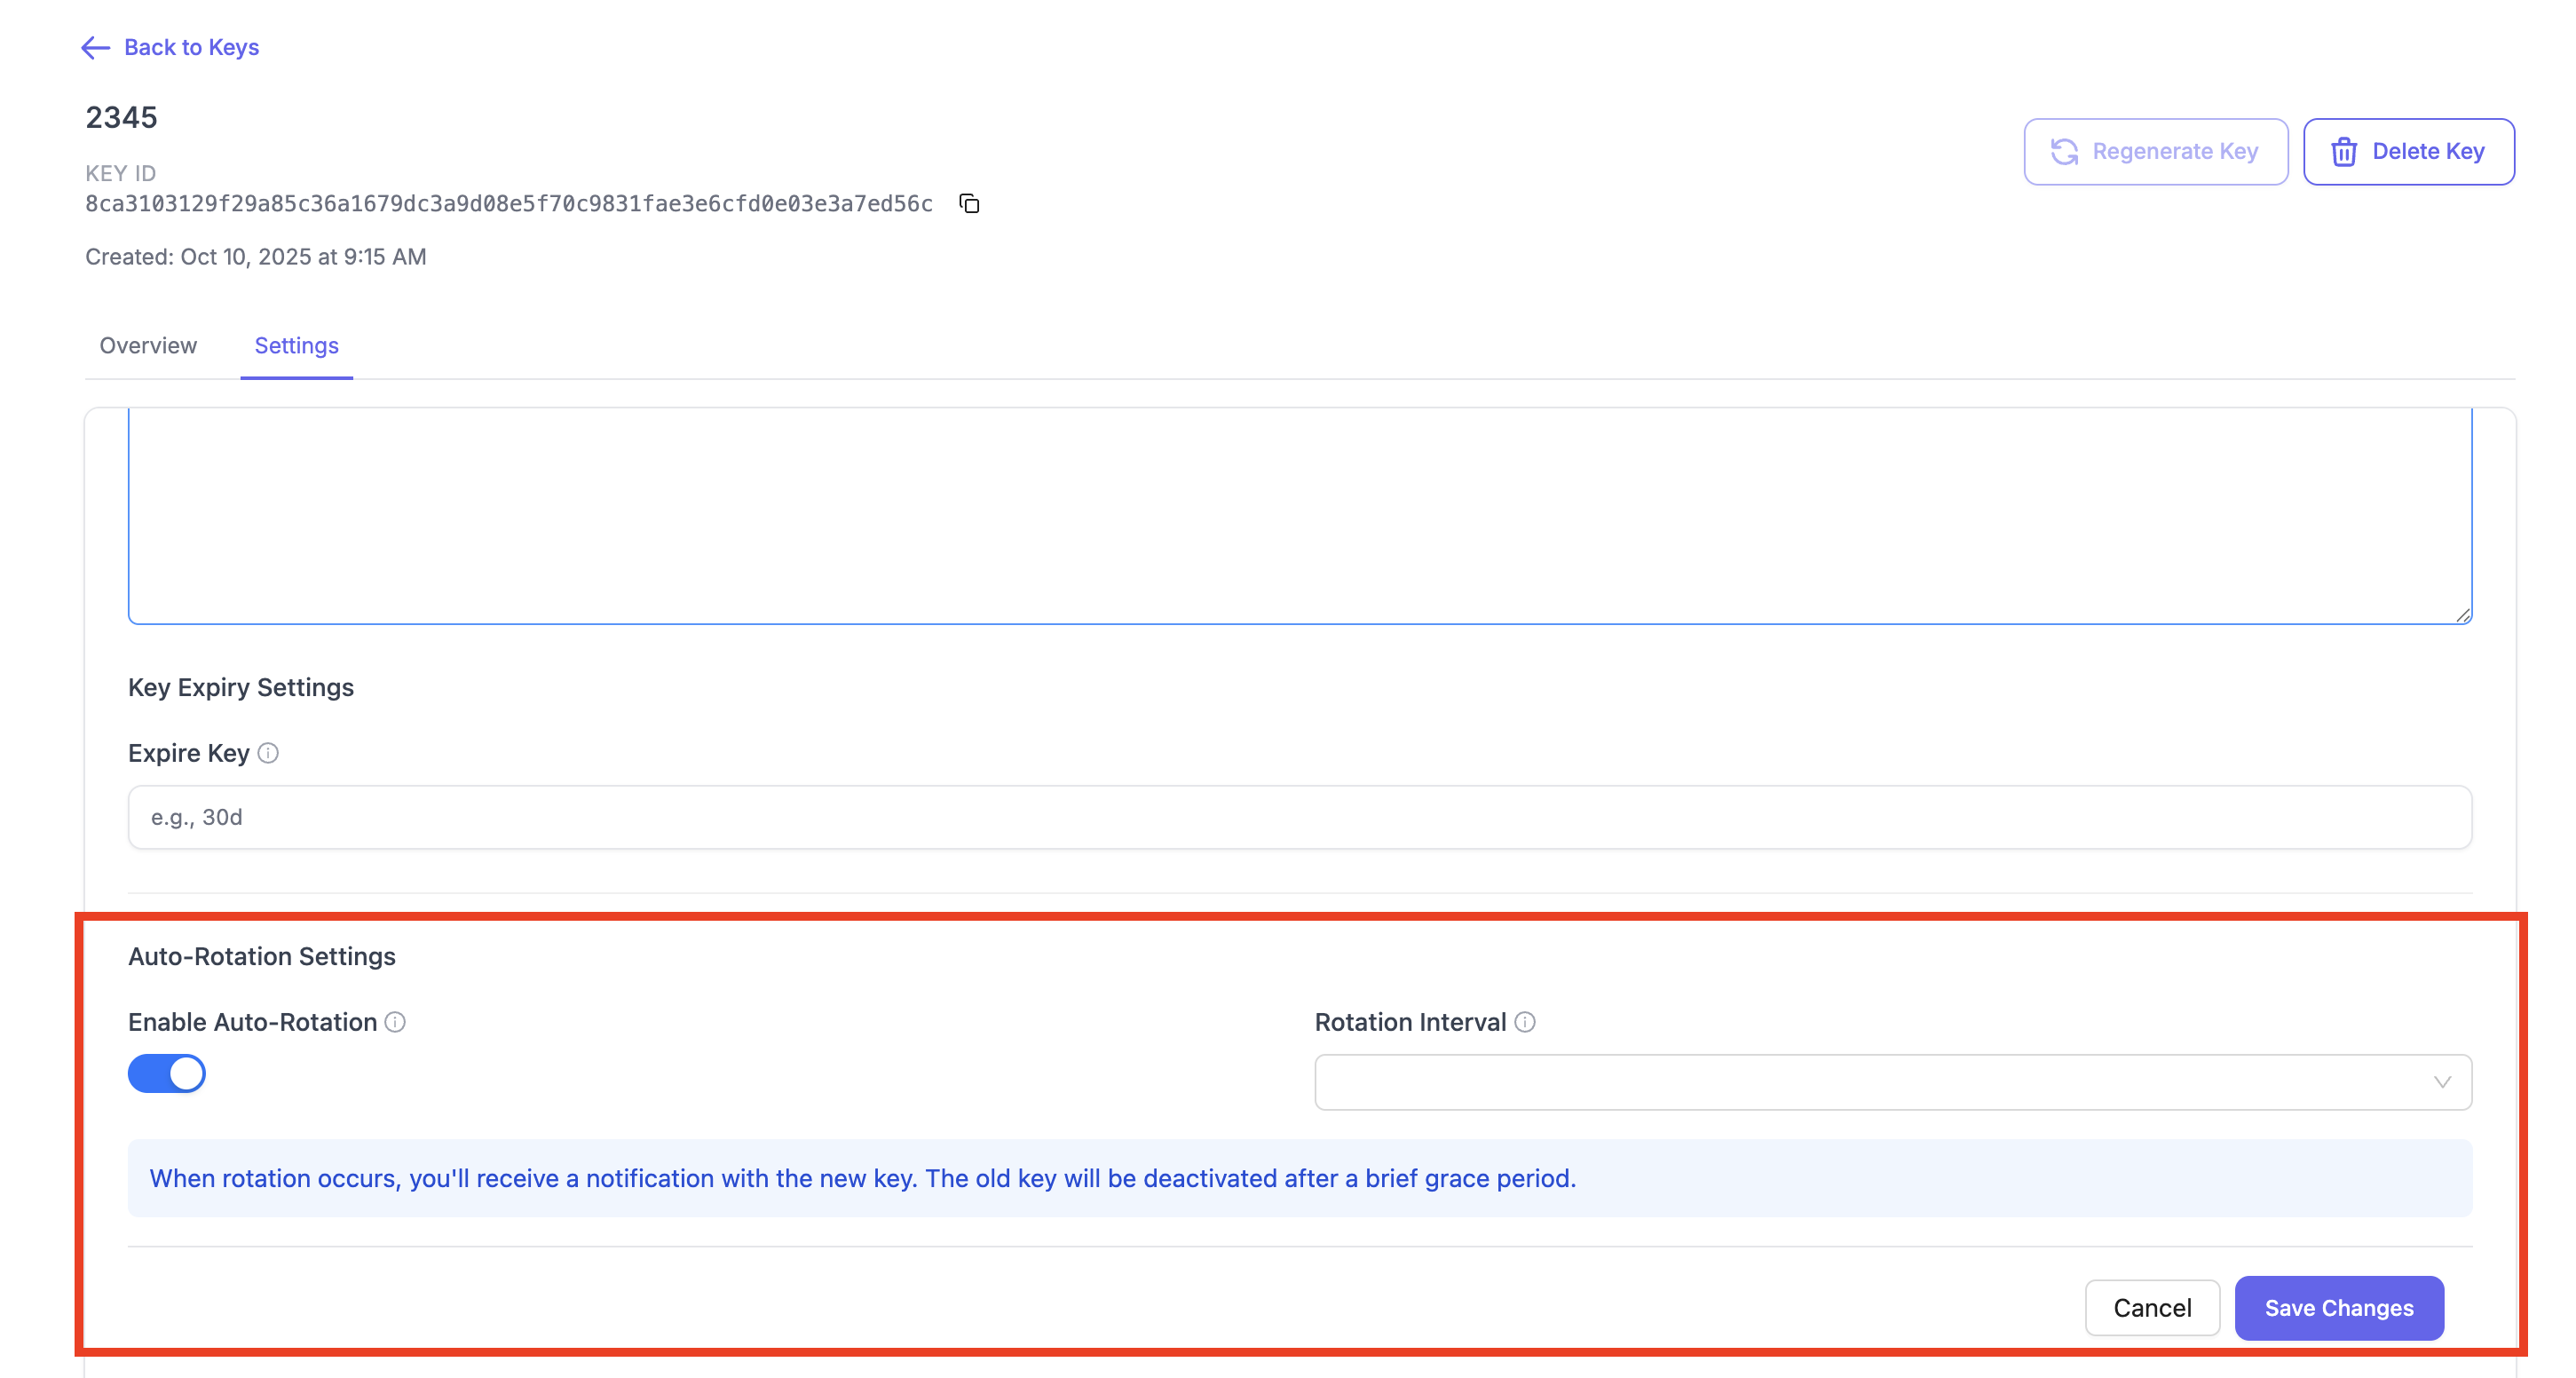 Back to Keys
2345
Regenerate Key
Delete Key
KEY ID
8ca3103129f29a85c36a1679dc3a9d08e5f70c9831fae3e6cfd0e03e3a7ed56c
Created: Oct 10, 2025 at 9:15 AM
Overview
Settings
Key Expiry Settings
Expire Key
e.g., 30d
Auto-Rotation Settings
Enable Auto-Rotation
Rotation Interval
When rotation occurs, you'll receive a notification with the new key. The old key will be deactivated after a brief grace period.
Cancel
Save Changes